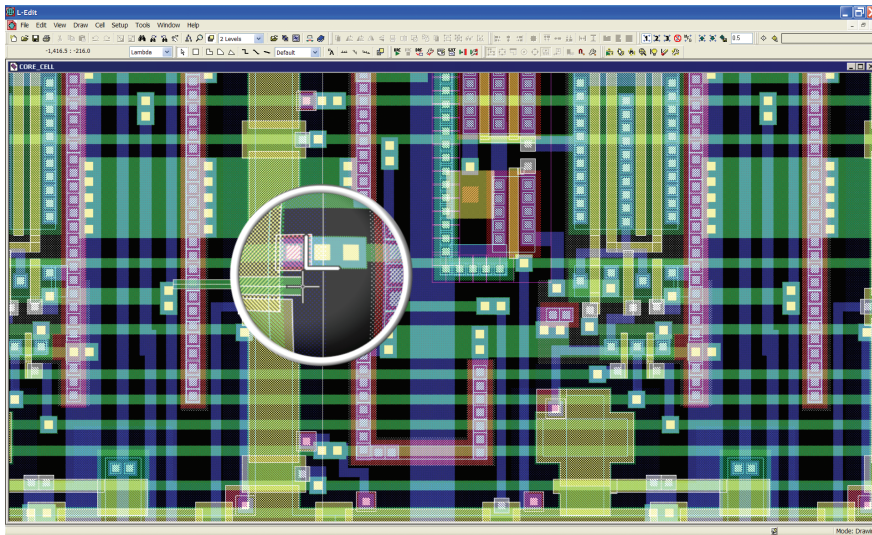 L-Edit
File Edit View Draw Cell Setup Tools Window Help
2 Levels
0.5
-1,416.5 : -216.0
Lambda
Default
CORE_CELL
Mode: Drawi